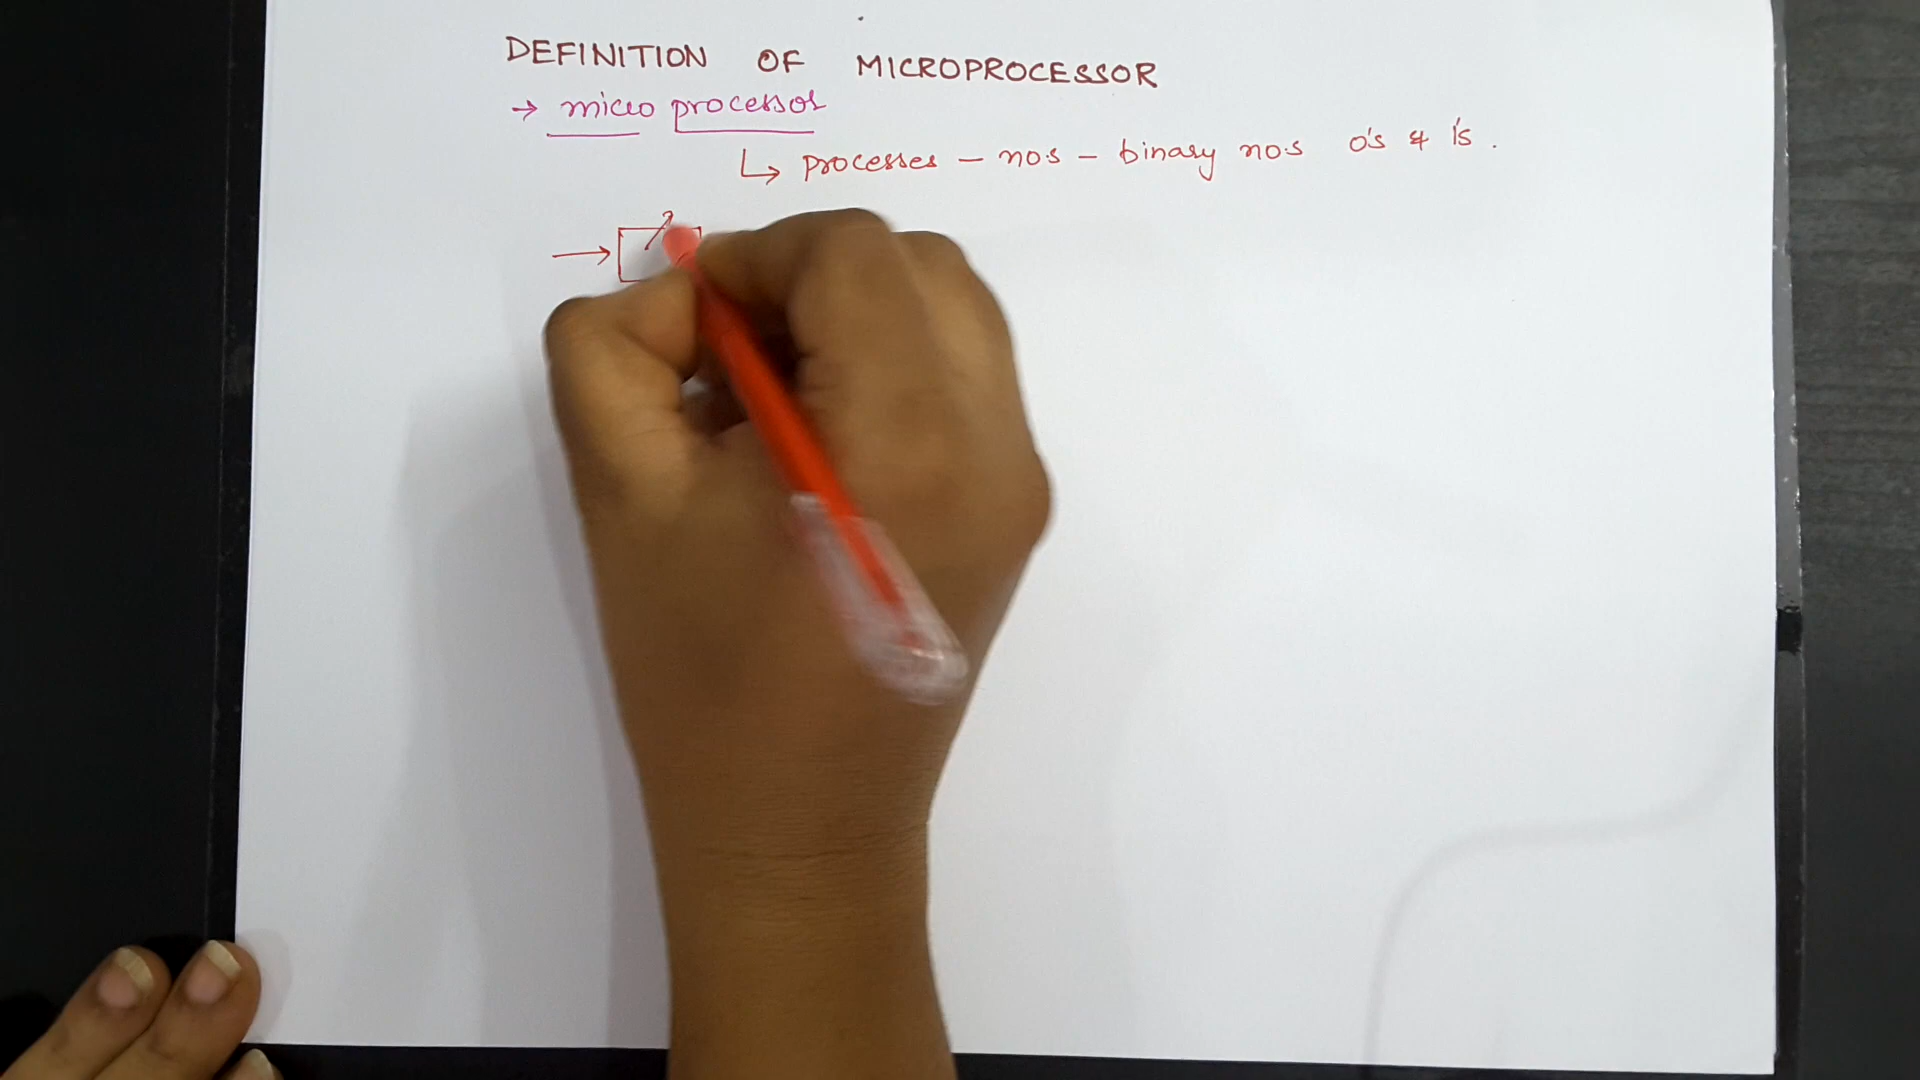 DEFINITION OF MICROPROCESSOR
→ micro processor
↳ processes – nos – binary nos 0's & 1's .